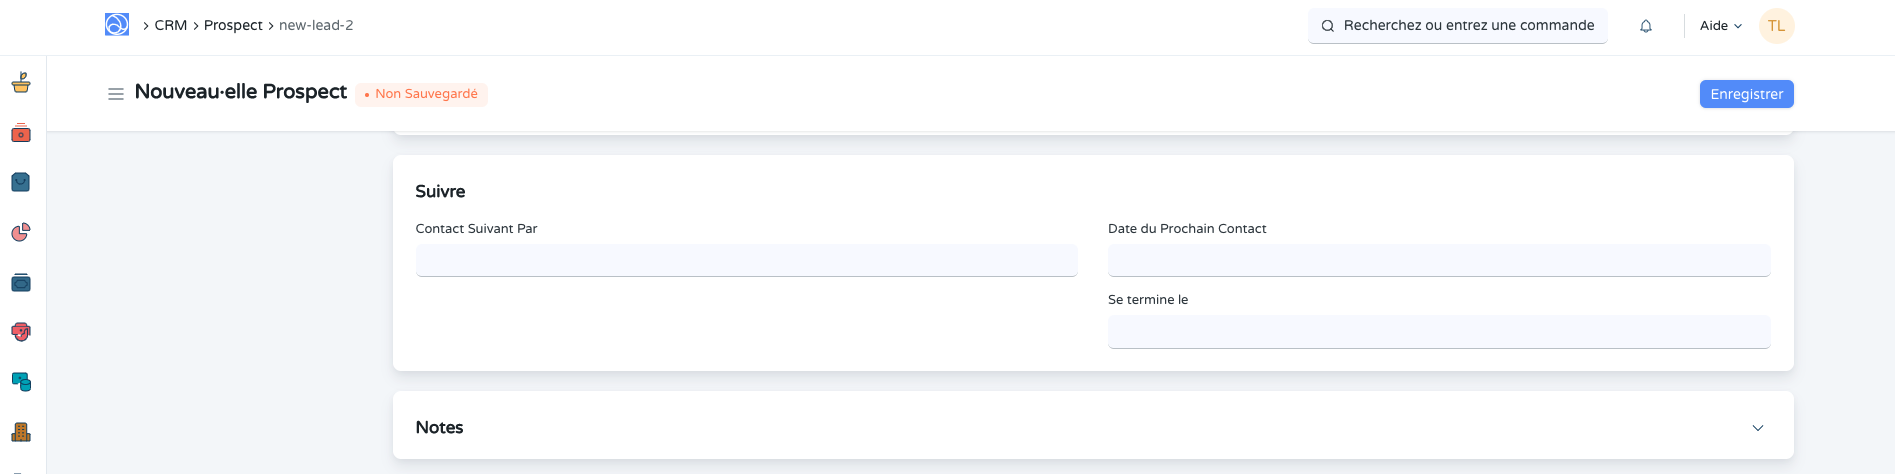 CRM Prospect new-lead-2
Recherchez ou entrez une commande
Aide
TL
Nouveau·elle Prospect
• Non Sauvegardé
Enregistrer
Suivre
Contact Suivant Par
Date du Prochain Contact
Se termine le
Notes